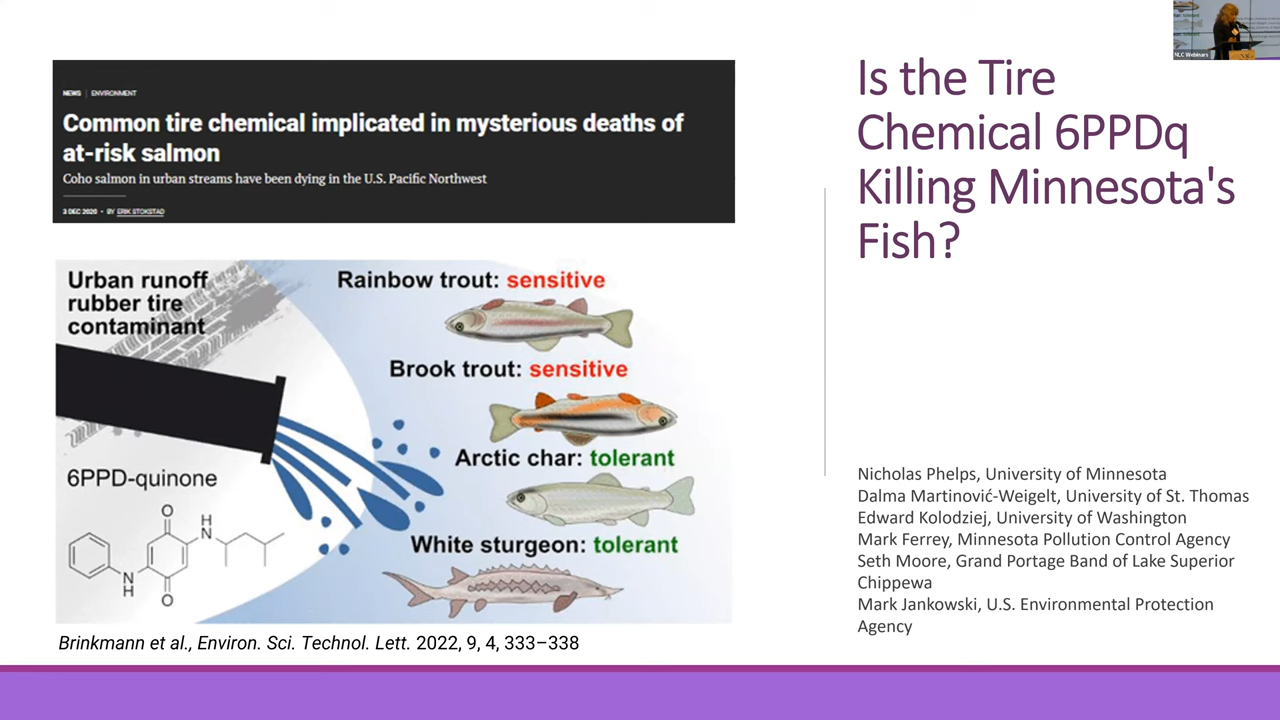 NEWS | ENVIRONMENT
Common tire chemical implicated in mysterious deaths of
at-risk salmon
Coho salmon in urban streams have been dying in the U.S. Pacific Northwest
3 DEC 2020 • BY ERIK STOKSTAD
Urban runoff
rubber tire
contaminant
6PPD-quinone
O
H
N
N
H
O
Rainbow trout: sensitive
Brook trout: sensitive
Arctic char: tolerant
White sturgeon: tolerant
Brinkmann et al., Environ. Sci. Technol. Lett. 2022, 9, 4, 333–338
NLC Webinars
Is the Tire
Chemical 6PPDq
Killing Minnesota's
Fish?
Nicholas Phelps, University of Minnesota
Dalma Martinović-Weigelt, University of St. Thomas
Edward Kolodziej, University of Washington
Mark Ferrey, Minnesota Pollution Control Agency
Seth Moore, Grand Portage Band of Lake Superior
Chippewa
Mark Jankowski, U.S. Environmental Protection
Agency